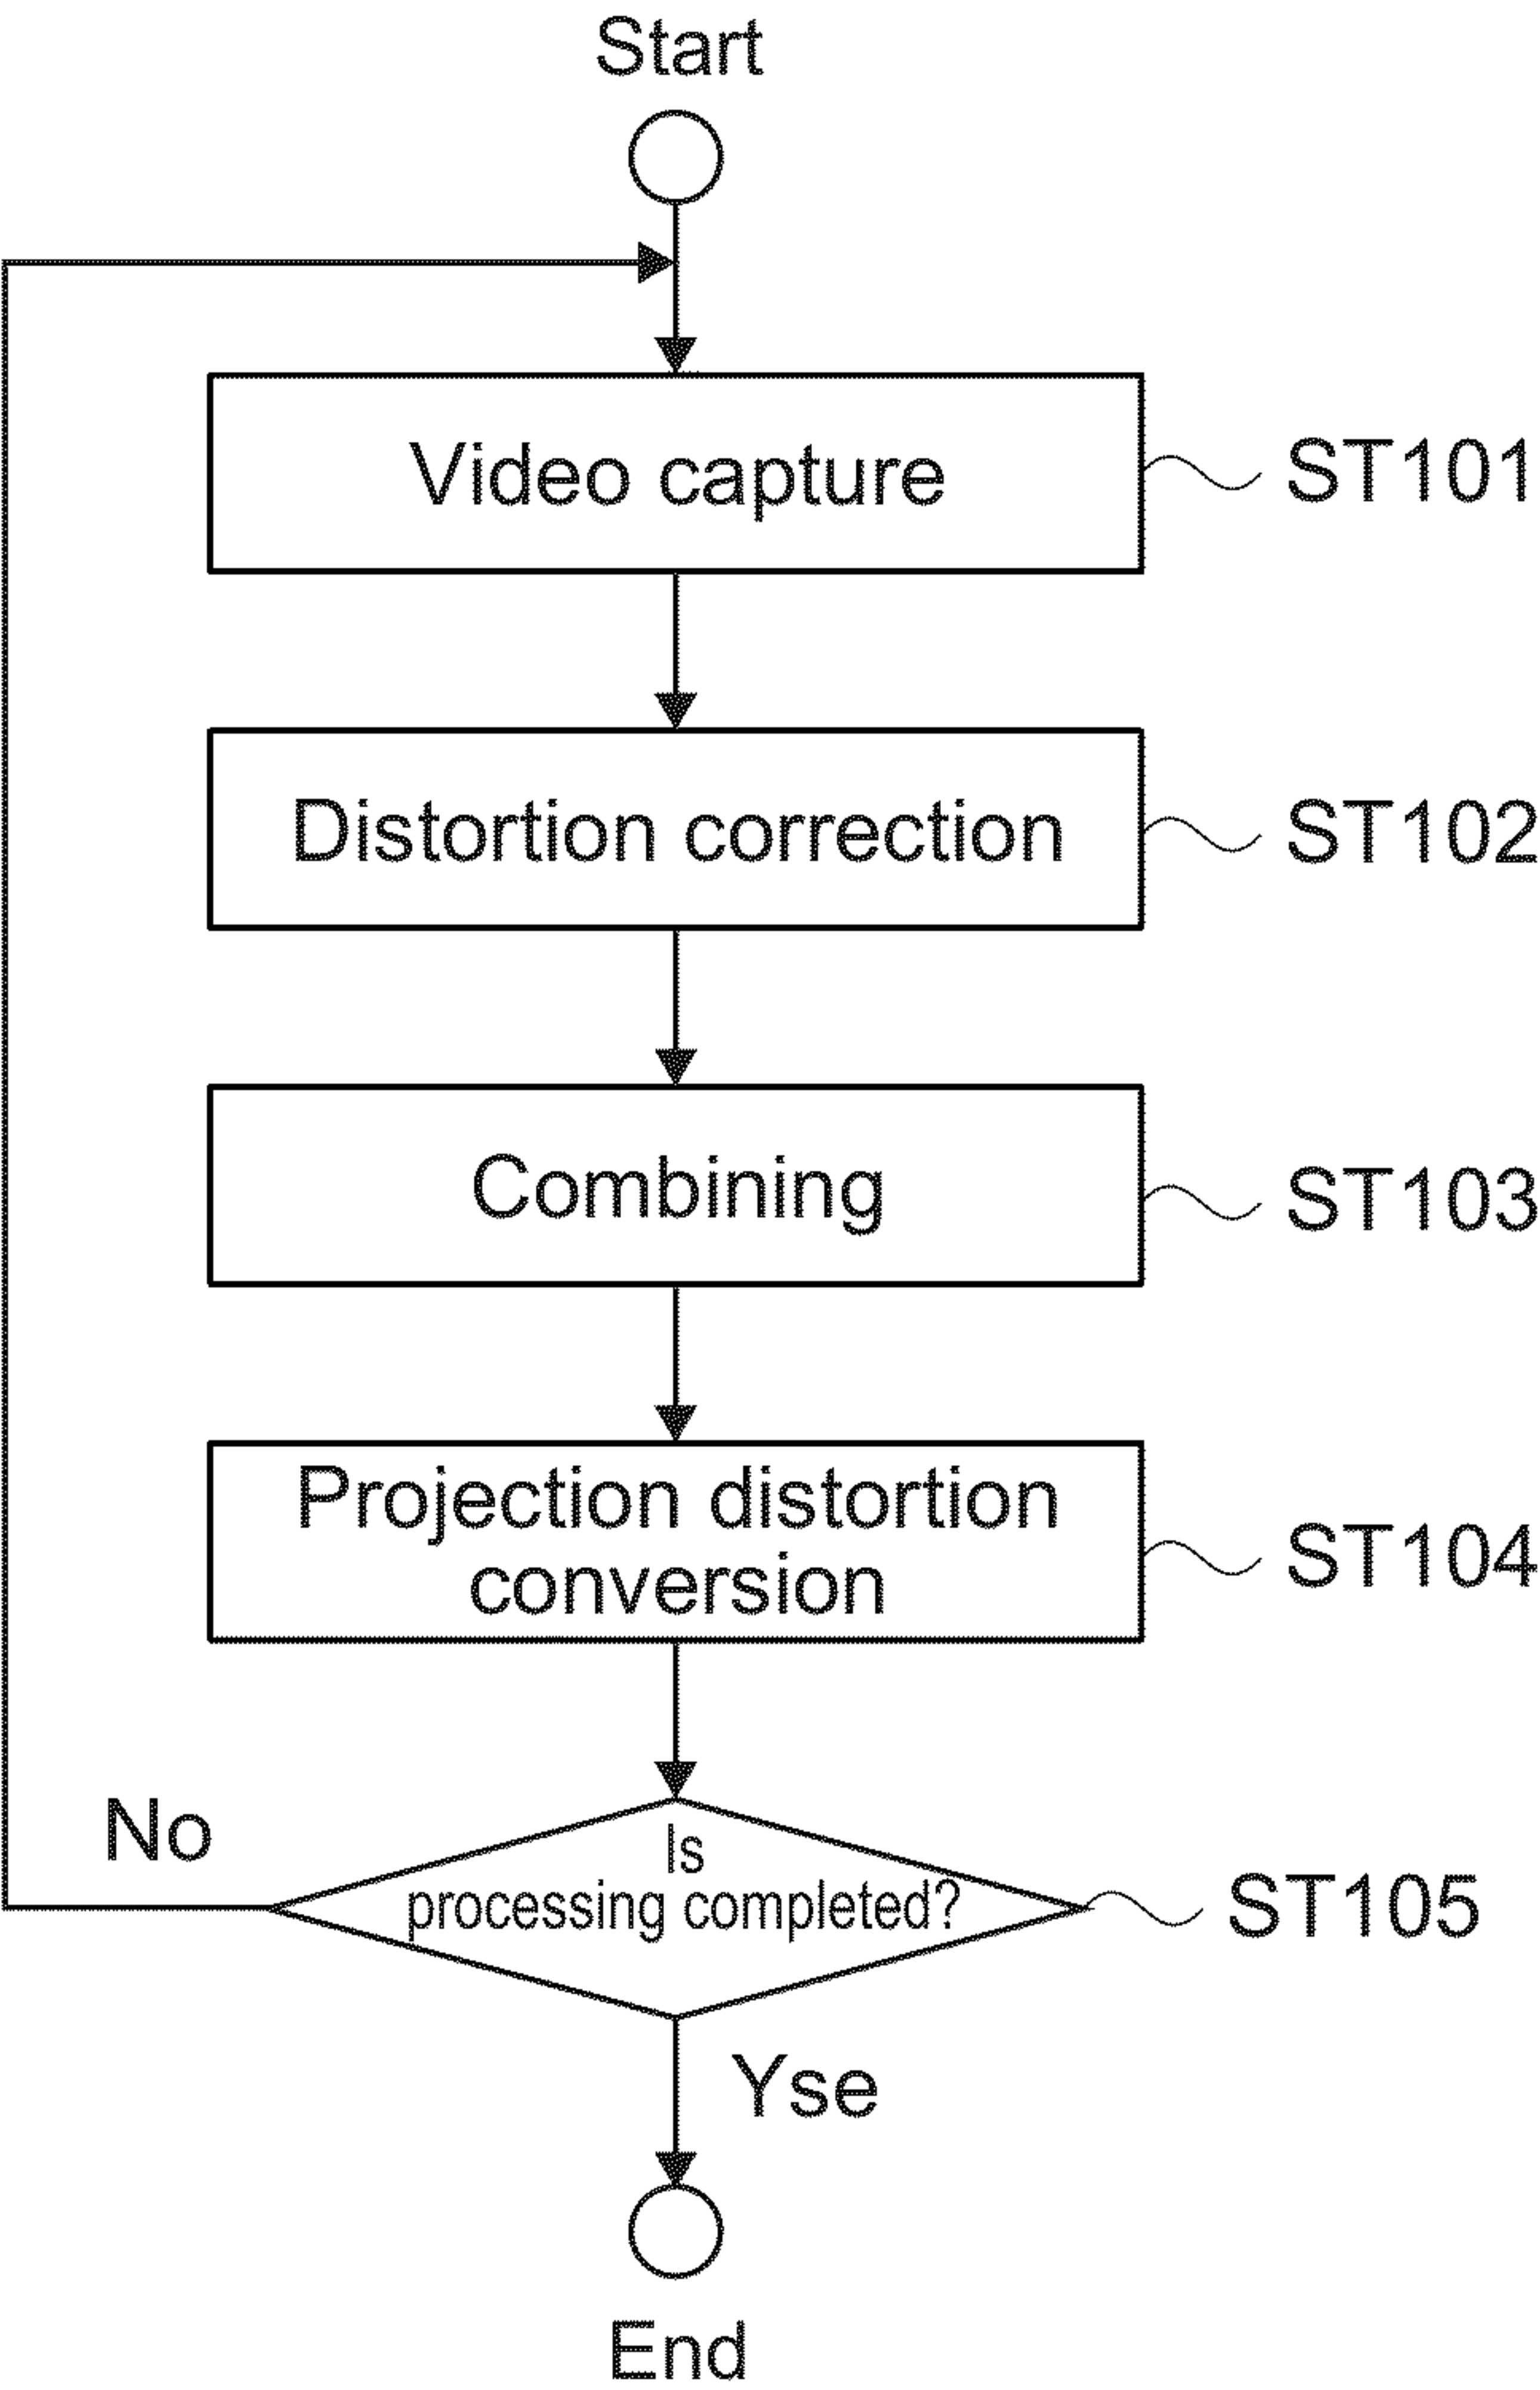 Start
Video capture
ST101
Distortion correction
ST102
Combining
ST103
Projection distortion
conversion
ST104
No
Is
processing completed?
ST105
Yse
End